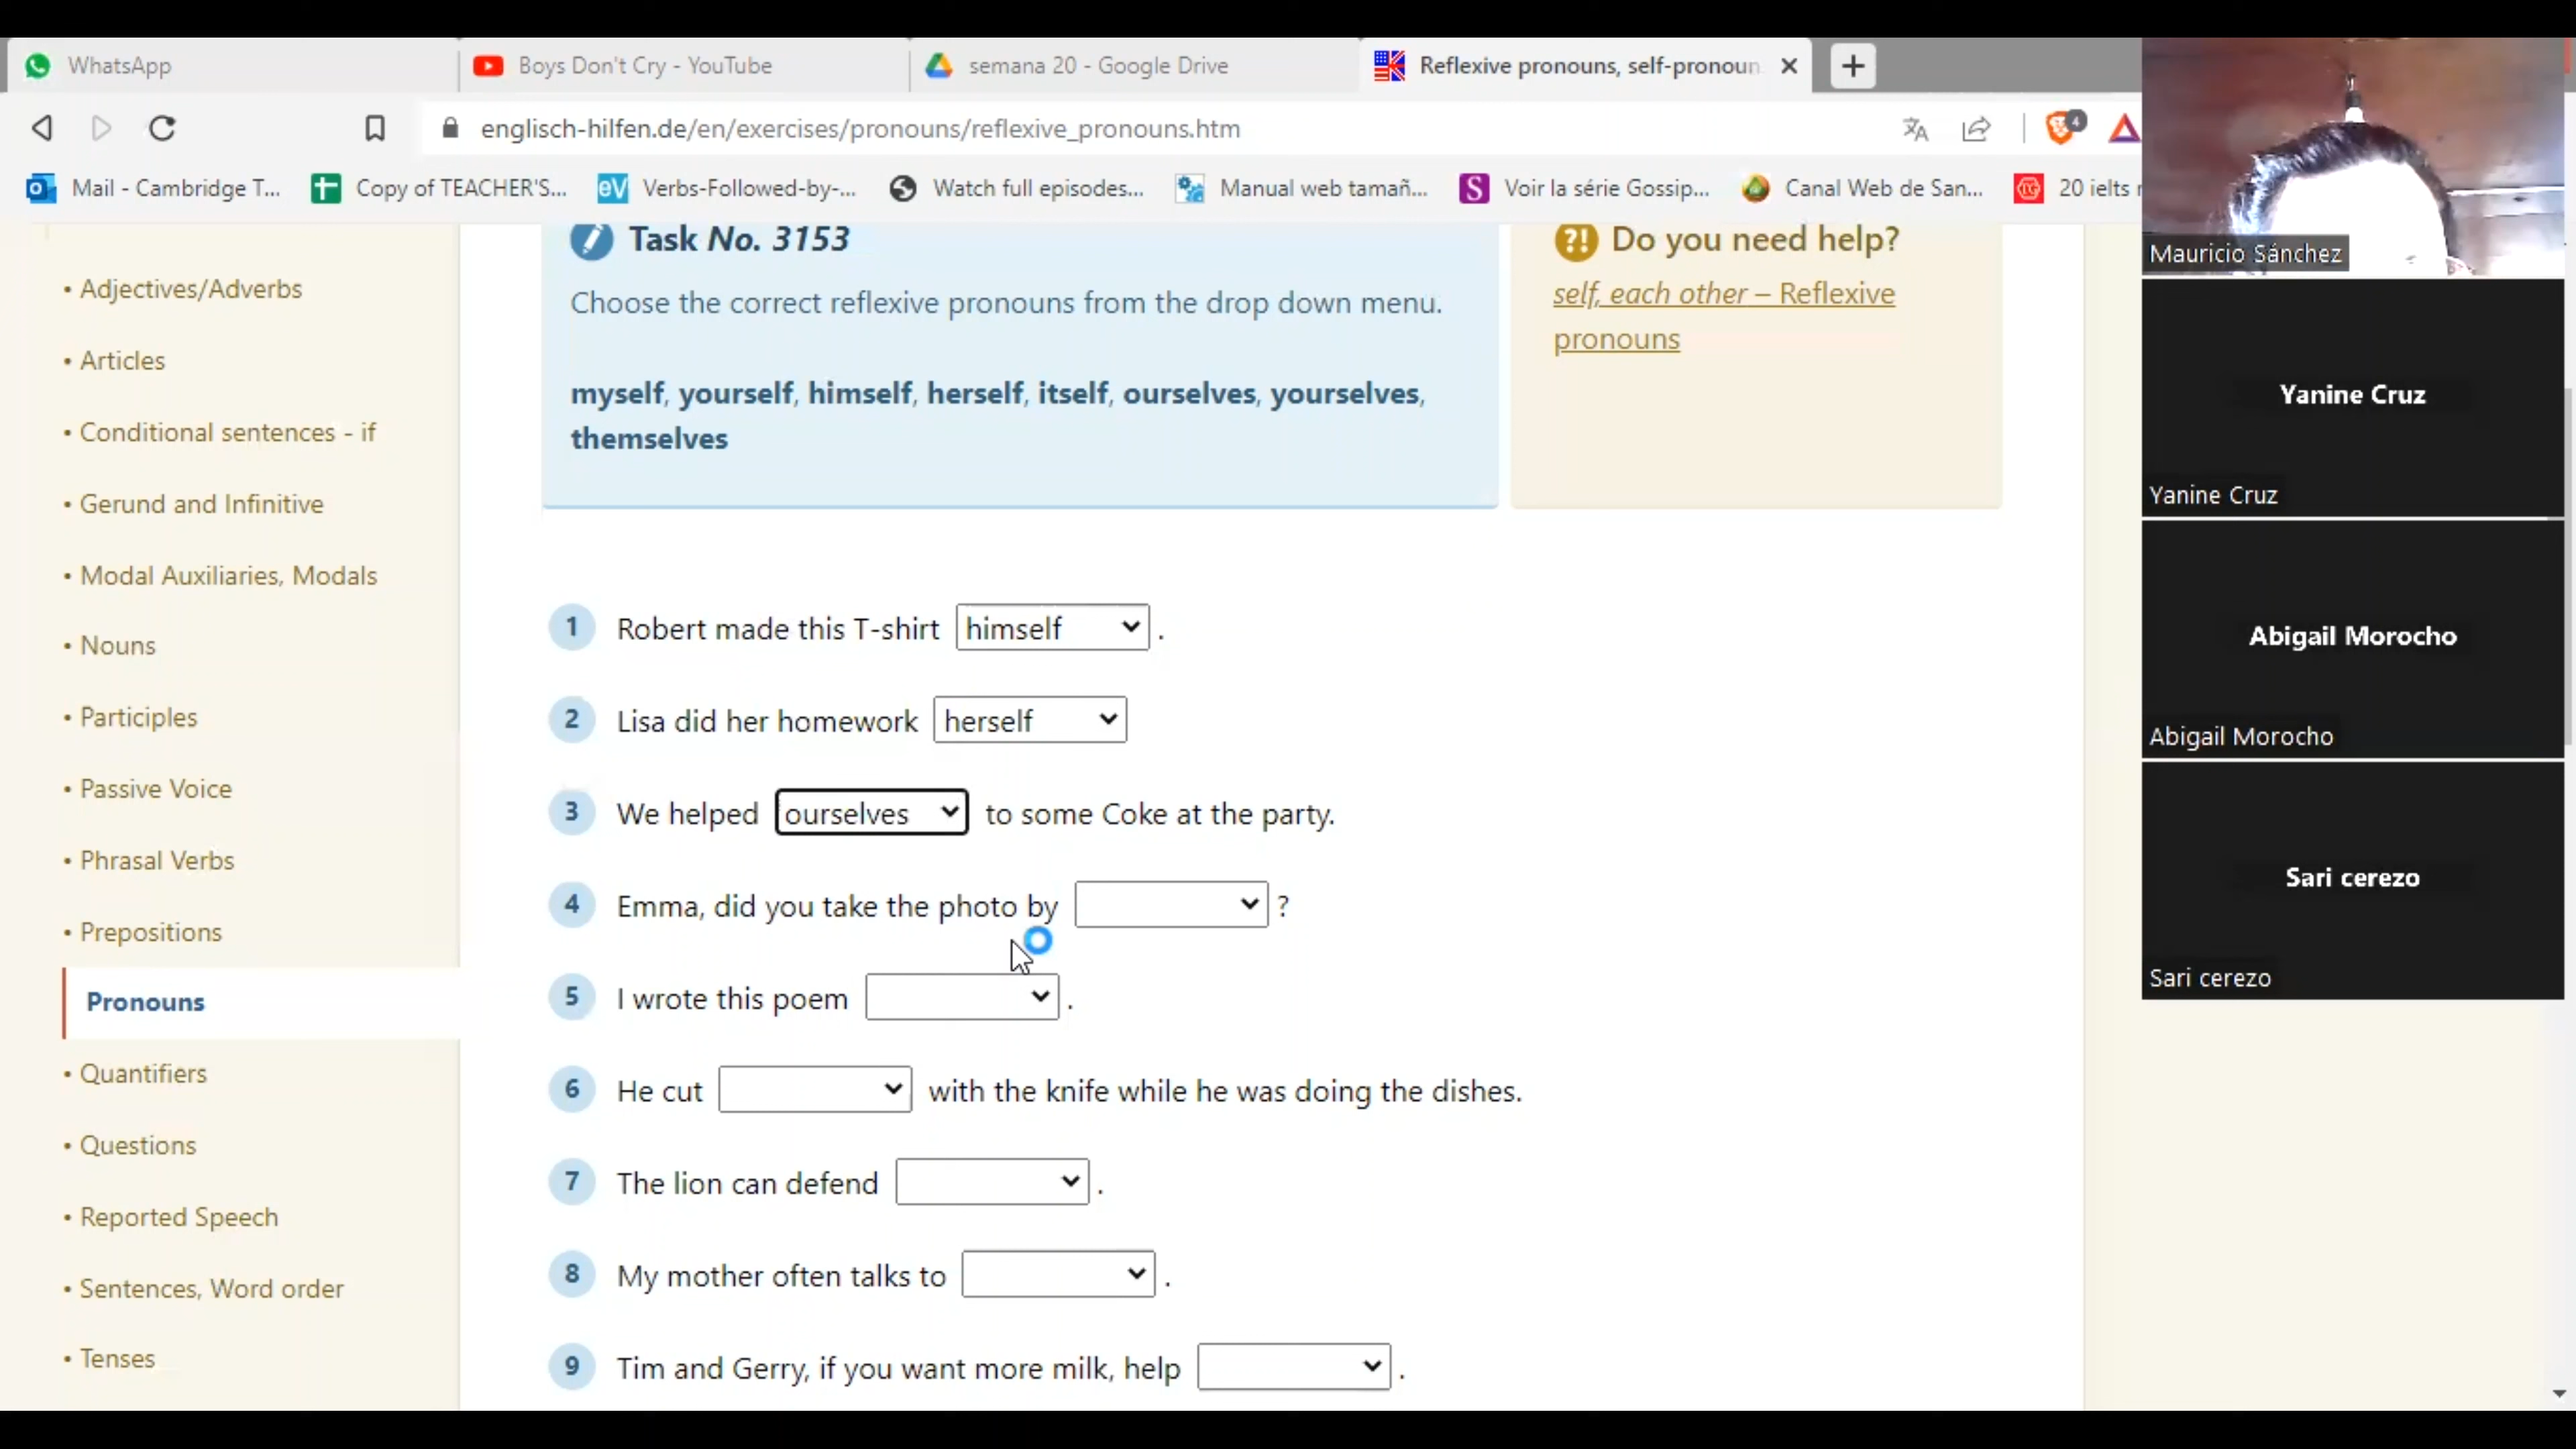 WhatsApp
Boys Don't Cry - YouTube
semana 20 - Google Drive
Reflexive pronouns, self-pronoun
englisch-hilfen.de/en/exercises/pronouns/reflexive_pronouns.htm
4
Mail - Cambridge T...
Copy of TEACHER'S...
eV
Verbs-Followed-by-...
Watch full episodes...
Manual web tamañ...
S
Voir la série Gossip...
Canal Web de San...
TG
20 ielts
Adjectives/Adverbs
Articles
Conditional sentences - if
Gerund and Infinitive
Modal Auxiliaries, Modals
Nouns
Participles
Passive Voice
Phrasal Verbs
Prepositions
Pronouns
Quantifiers
Questions
Reported Speech
Sentences, Word order
Tenses
Task No. 3153
Choose the correct reflexive pronouns from the drop down menu.
myself, yourself, himself, herself, itself, ourselves, yourselves,
themselves
?! Do you need help?
self, each other – Reflexive
pronouns
1 Robert made this T-shirt himself .
2 Lisa did her homework herself
3 We helped ourselves to some Coke at the party.
4 Emma, did you take the photo by ?
5 I wrote this poem .
6 He cut with the knife while he was doing the dishes.
7 The lion can defend .
8 My mother often talks to .
9 Tim and Gerry, if you want more milk, help .
Mauricio Sánchez
Yanine Cruz
Yanine Cruz
Abigail Morocho
Abigail Morocho
Sari cerezo
Sari cerezo